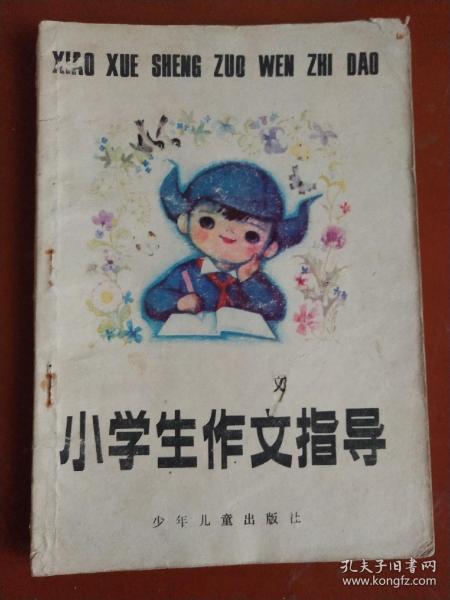 XIAO XUE SHENG ZUO WEN ZHI DAO
文
小学生作文指导
少年儿童出版社
孔夫子旧书网
www.kongfz.com